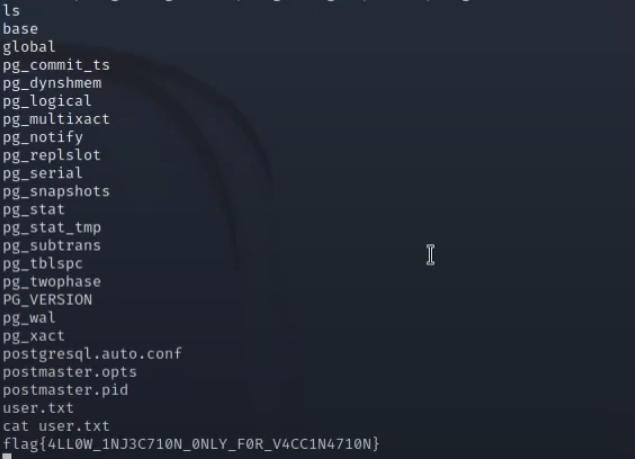 ls
base
global
pg_commit_ts
pg_dynshmem
pg_logical
pg_multixact
pg_notify
pg_replslot
pg_serial
pg_snapshots
pg_stat
pg_stat_tmp
pg_subtrans
pg_tblspc
pg_twophase
PG_VERSION
pg_wal
pg_xact
postgresql.auto.conf
postmaster.opts
postmaster.pid
user.txt
cat user.txt
flag{4LL0W_1NJ3C710N_0NLY_F0R_V4CC1N4710N}